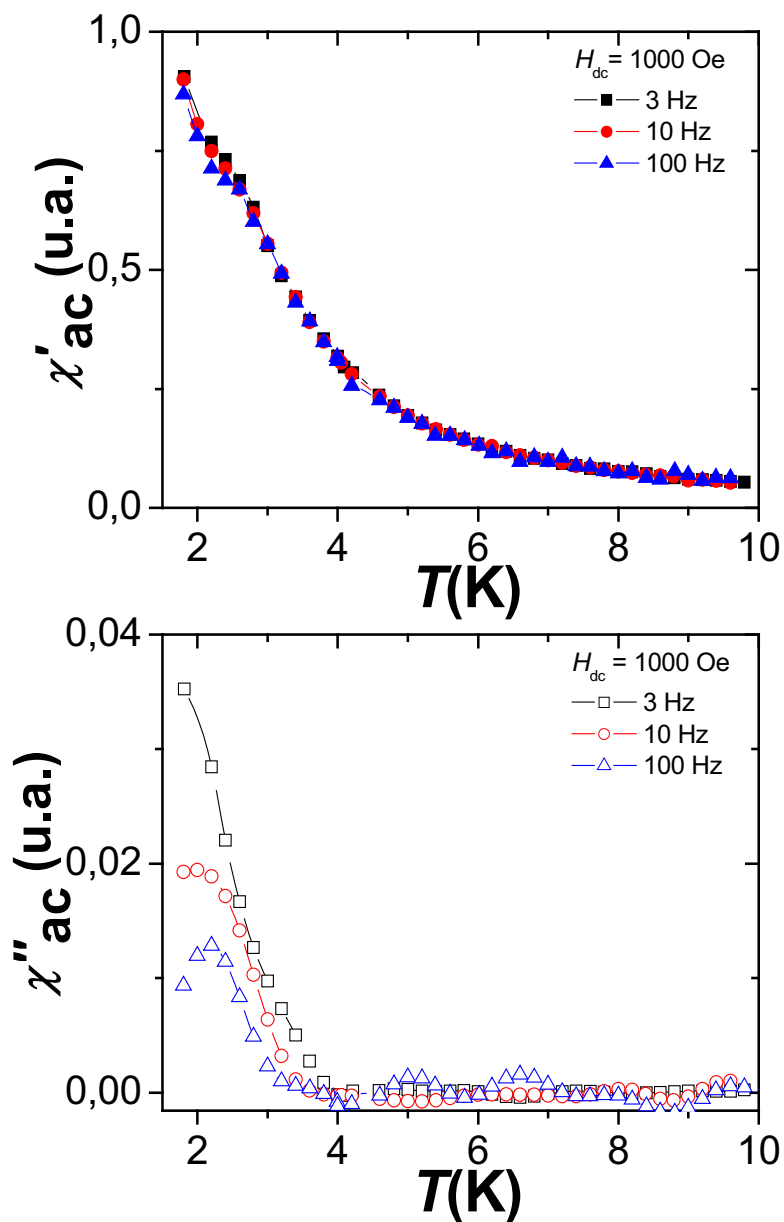 1,0
H_dc = 1000 Oe
3 Hz
10 Hz
100 Hz
χ'ac (u.a.)
0,5
0,0
2 4 6 8 10
T(K)
0,04
H_dc = 1000 Oe
3 Hz
10 Hz
100 Hz
χ''ac (u.a.)
0,02
0,00
2 4 6 8 10
T(K)